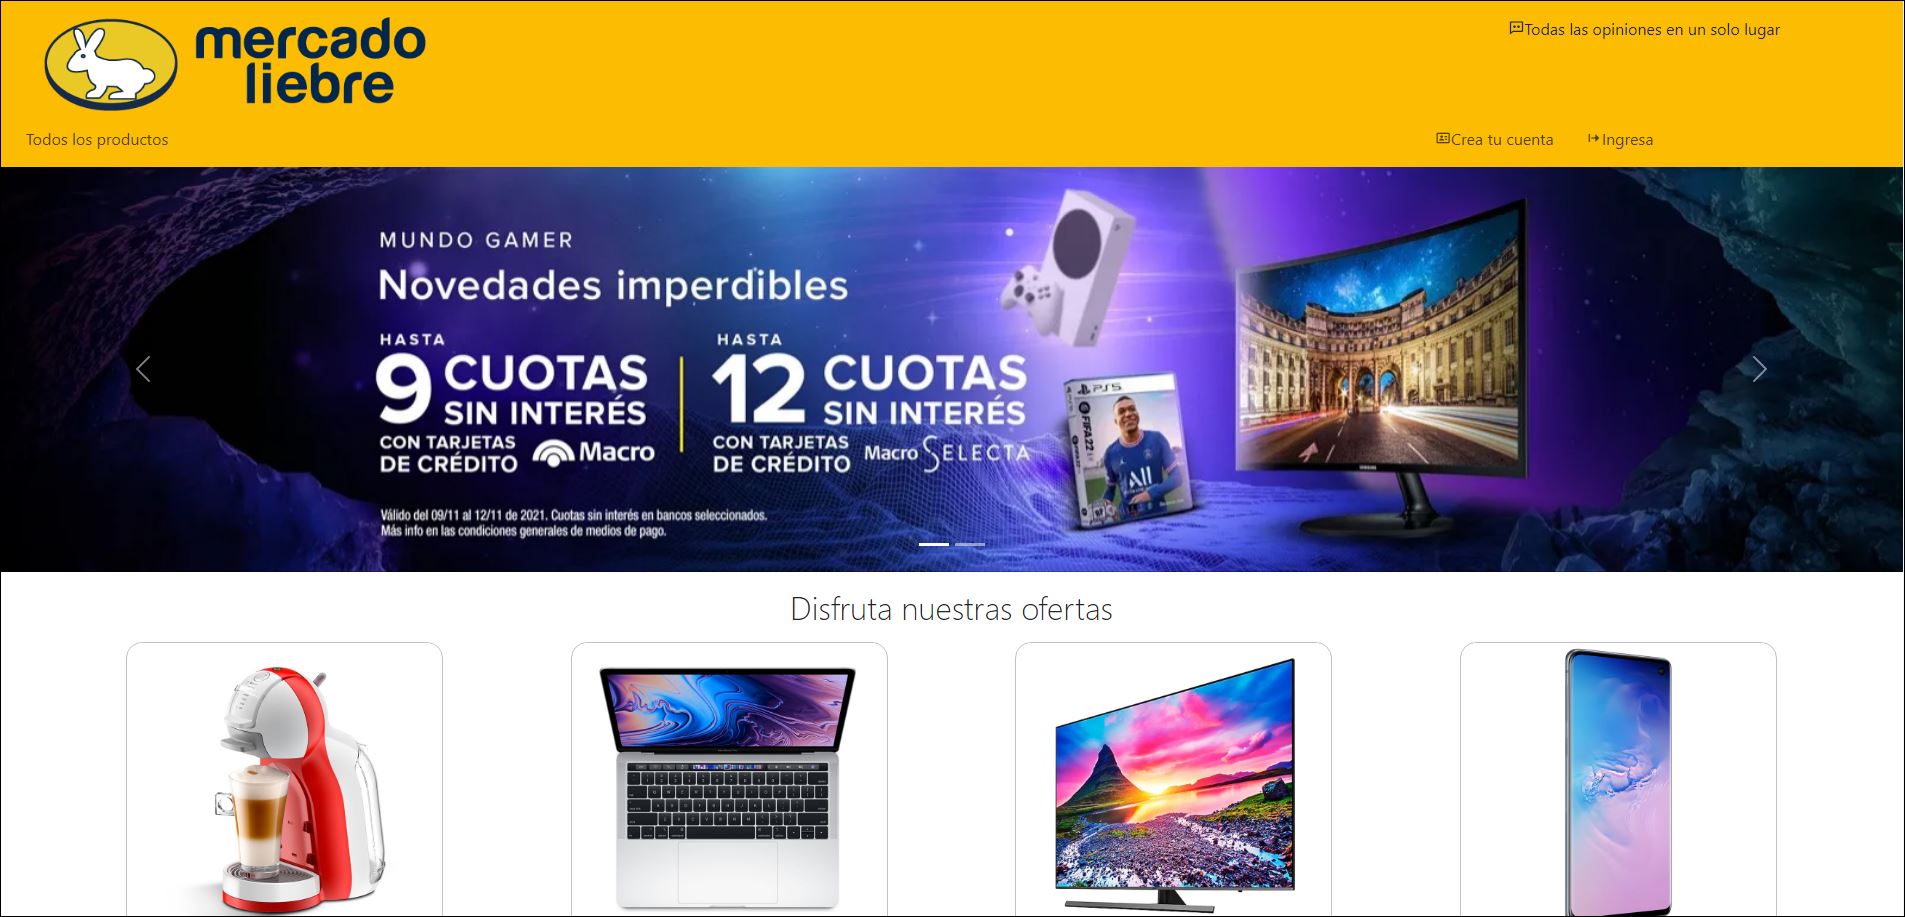 mercado
liebre
Todas las opiniones en un solo lugar
Todos los productos
Crea tu cuenta
Ingresa
MUNDO GAMER
Novedades imperdibles
HASTA
9 CUOTAS
SIN INTERÉS
CON TARJETAS
DE CRÉDITO
Macro
HASTA
12 CUOTAS
SIN INTERÉS
CON TARJETAS
DE CRÉDITO
Macro SELECTA
Válido del 09/11 al 12/11 de 2021. Cuotas sin interés en bancos seleccionados.
Más info en las condiciones generales de medios de pago.
PS5
FIFA 22
ALL
SAMSUNG
Disfruta nuestras ofertas